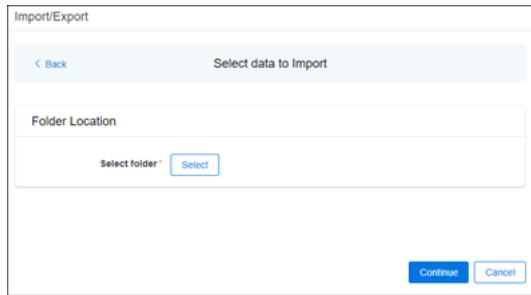 Import/Export
< Back
Select data to Import
Folder Location
Select folder*
Select
Continue
Cancel